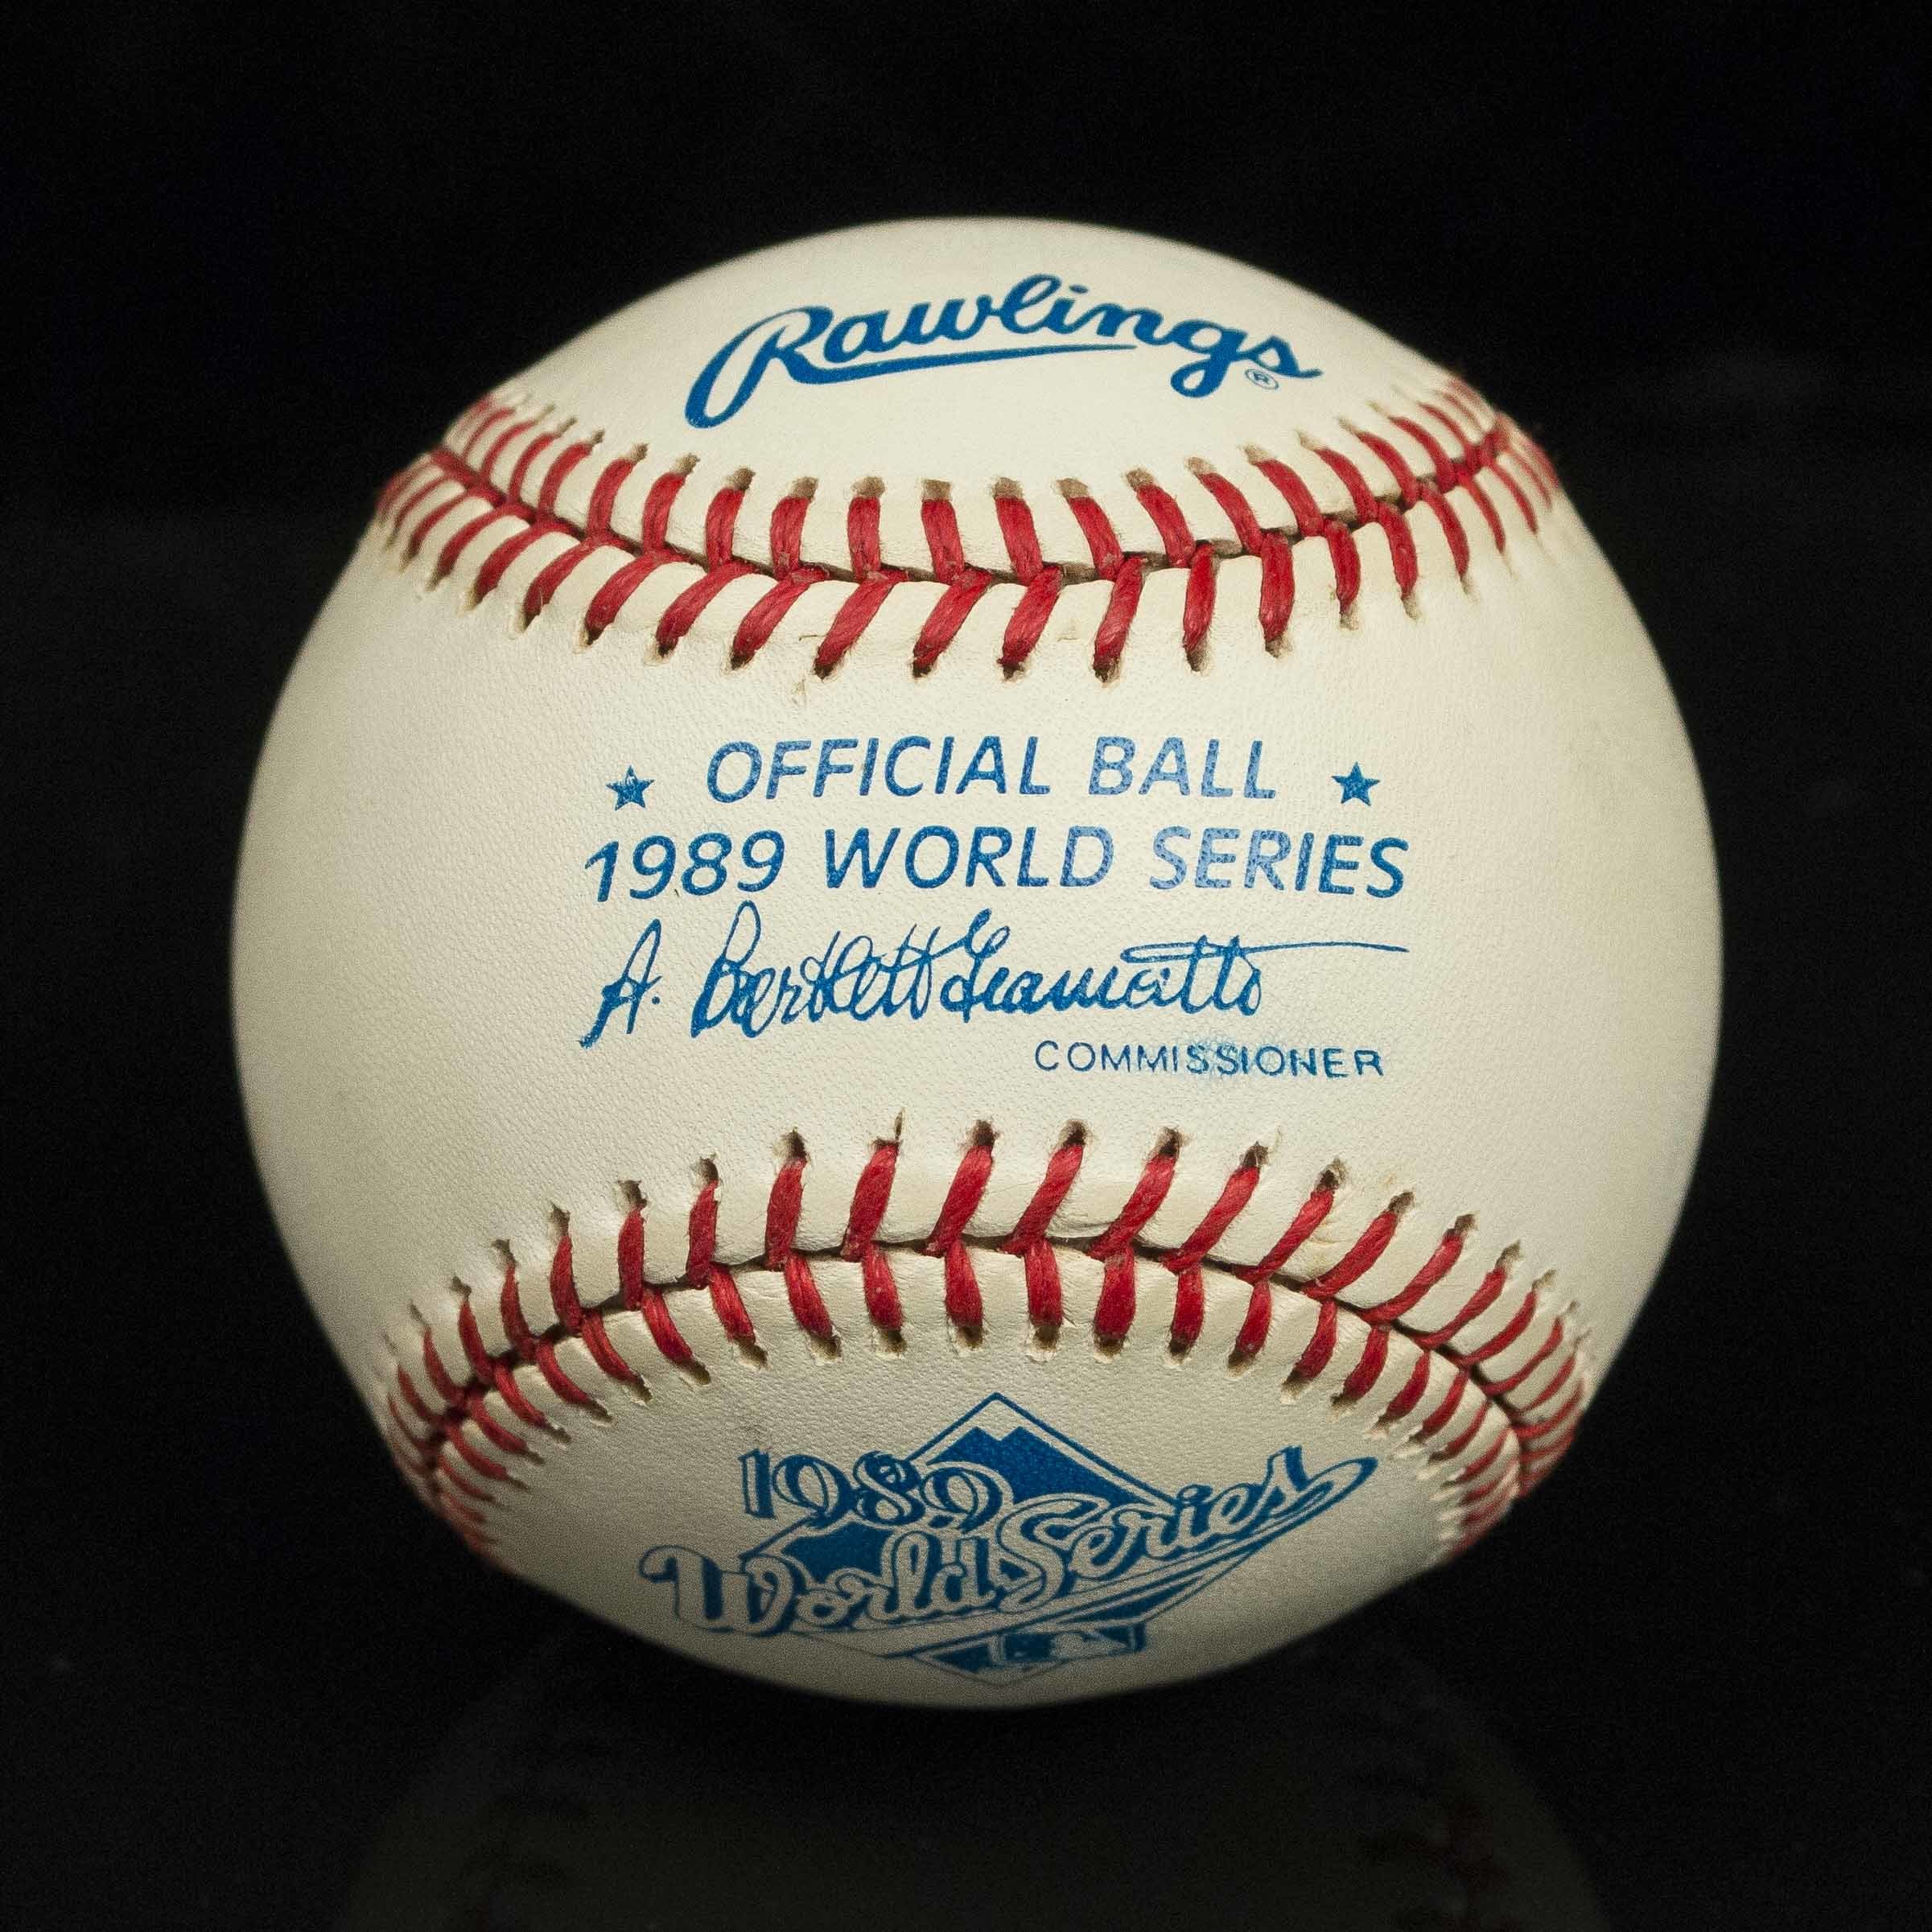 Rawlings®
★ OFFICIAL BALL ★
1989 WORLD SERIES
A. Bartlett Giamatti
COMMISSIONER
1989
World Series